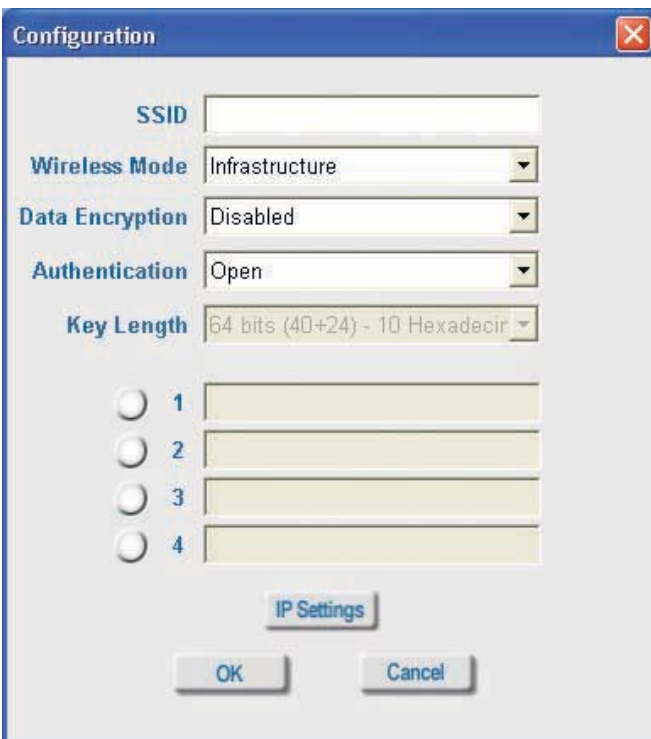 Configuration
SSID
Wireless Mode Infrastructure
Data Encryption Disabled
Authentication Open
Key Length 64 bits (40+24) - 10 Hexadecir
1
2
3
4
IP Settings
OK Cancel